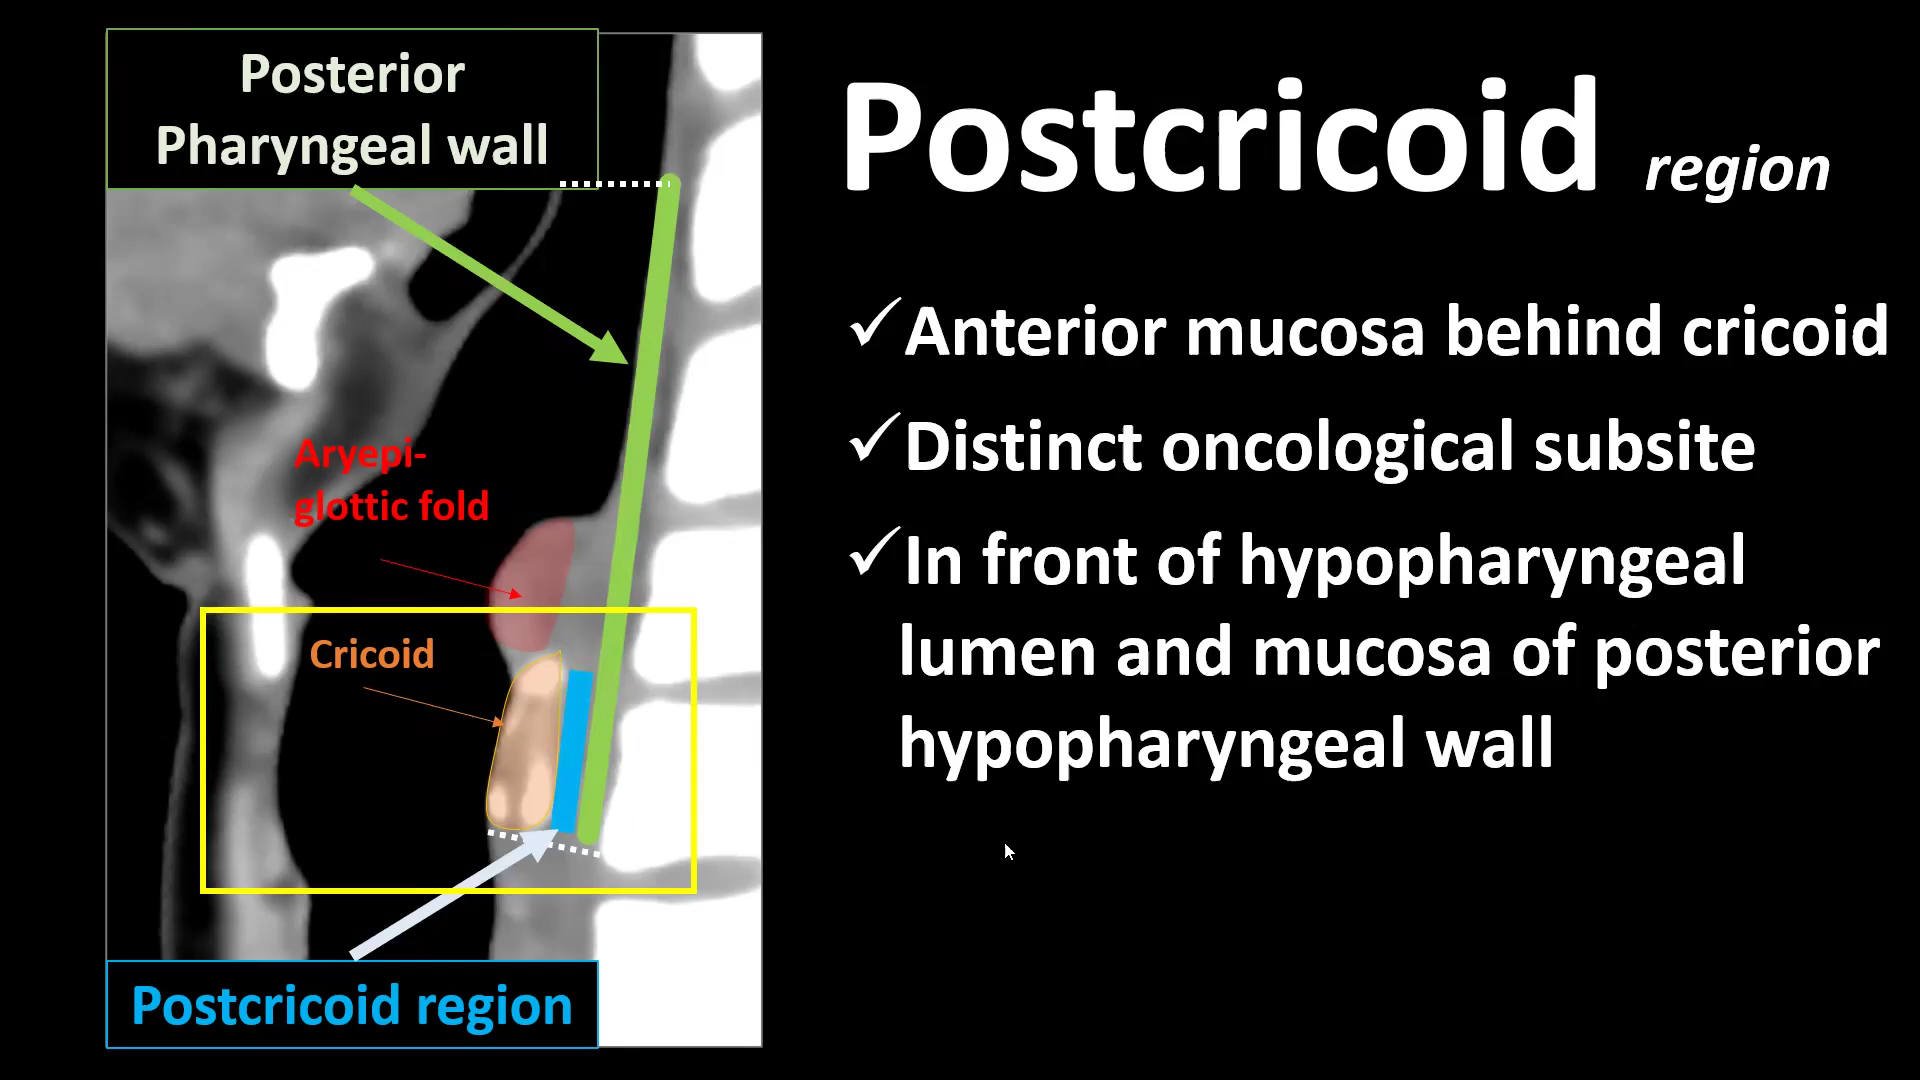 Posterior
Pharyngeal wall
Aryepi-
glottic fold
Cricoid
Postcricoid region
Postcricoid region
✓Anterior mucosa behind cricoid
✓Distinct oncological subsite
✓In front of hypopharyngeal
lumen and mucosa of posterior
hypopharyngeal wall